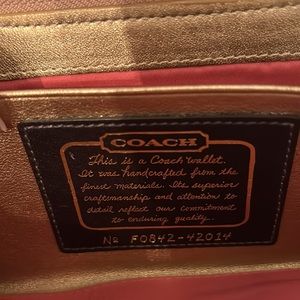 COACH
This is a Coach wallet.
It was handcrafted from the
finest materials. Its superior
craftsmanship and attention to
detail reflect our commitment
to enduring quality.
No F0842-42014